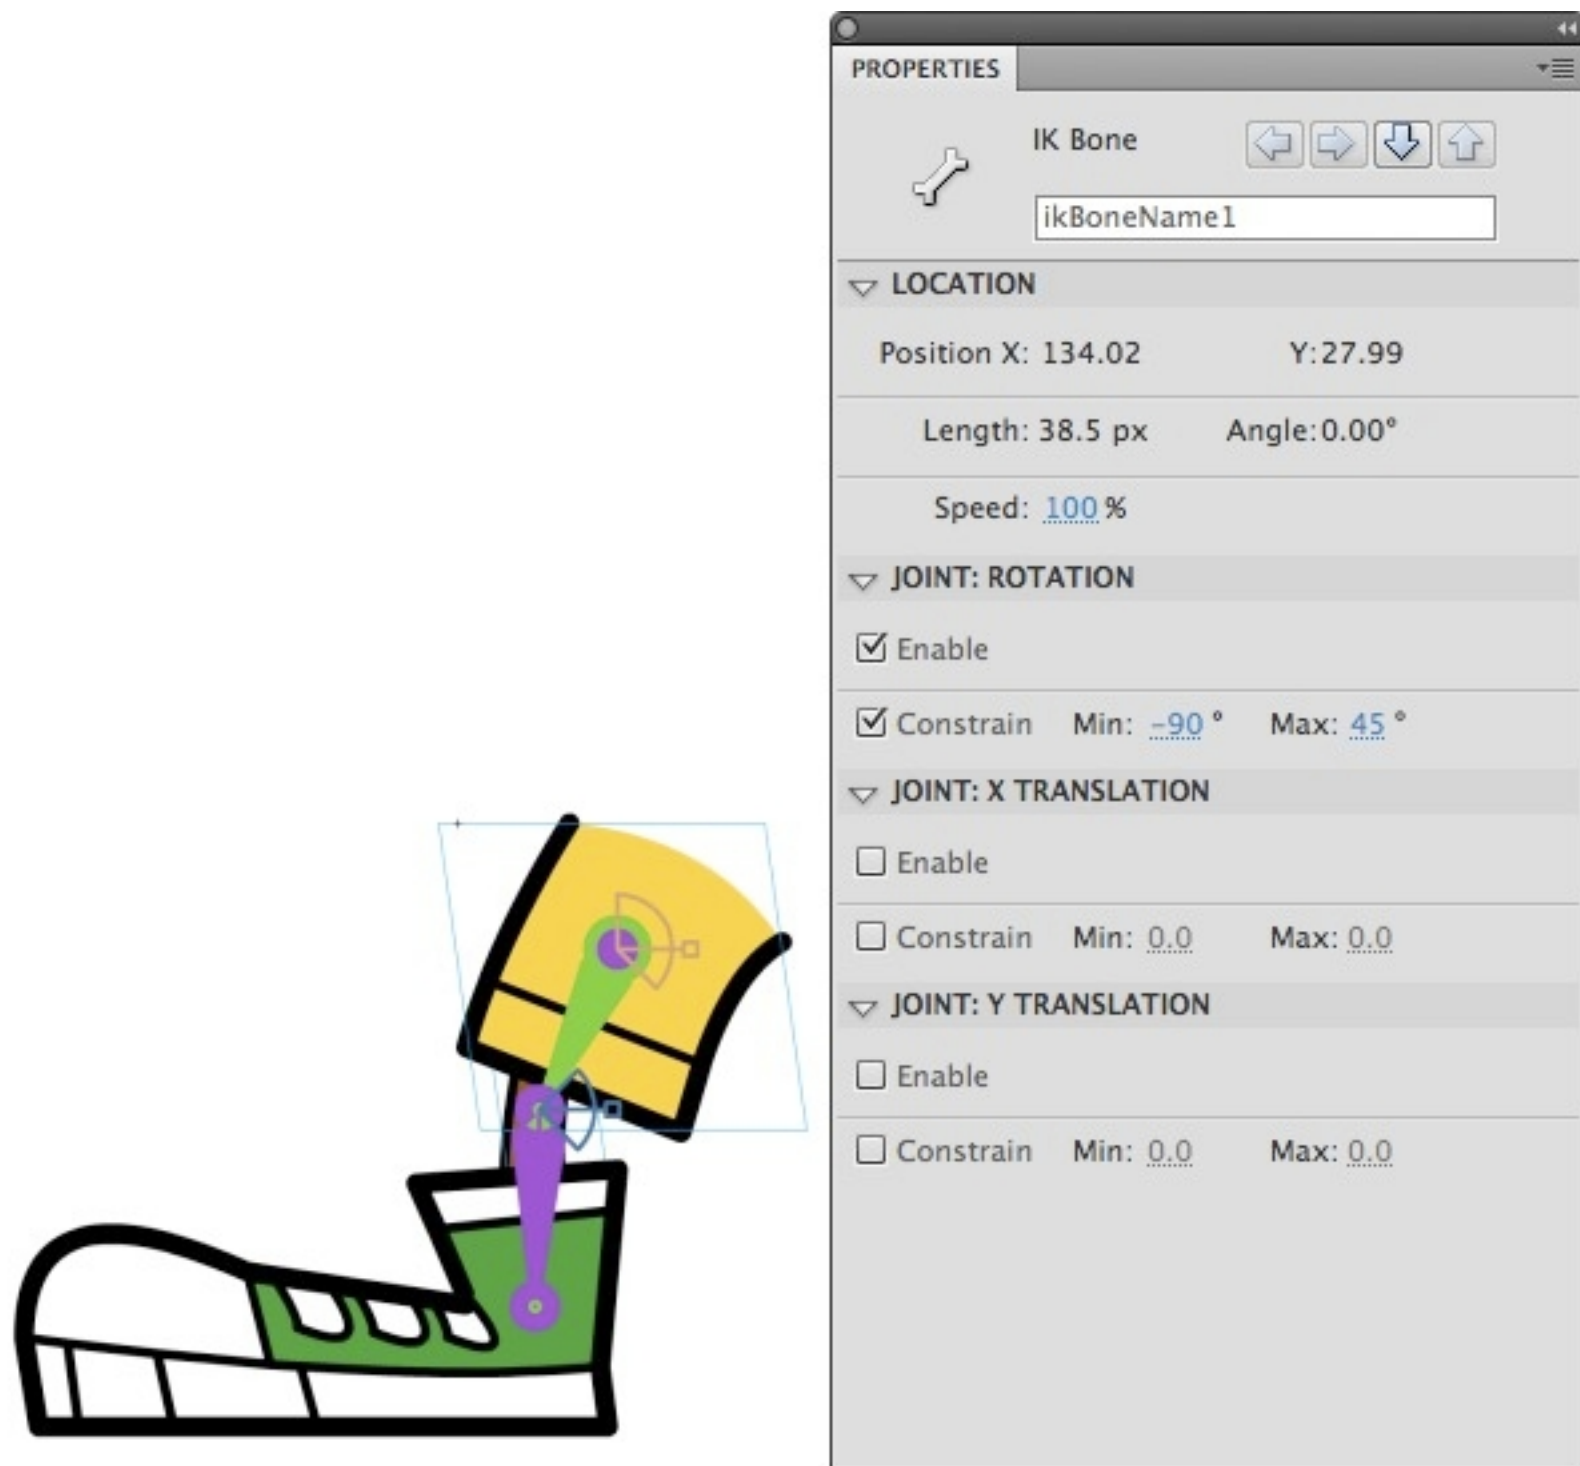 PROPERTIES
IK Bone
ikBoneName1
LOCATION
Position X: 134.02 Y:27.99
Length: 38.5 px Angle:0.00°
Speed: 100 %
JOINT: ROTATION
Enable
Constrain Min: -90 ° Max: 45 °
JOINT: X TRANSLATION
Enable
Constrain Min: 0.0 Max: 0.0
JOINT: Y TRANSLATION
Enable
Constrain Min: 0.0 Max: 0.0